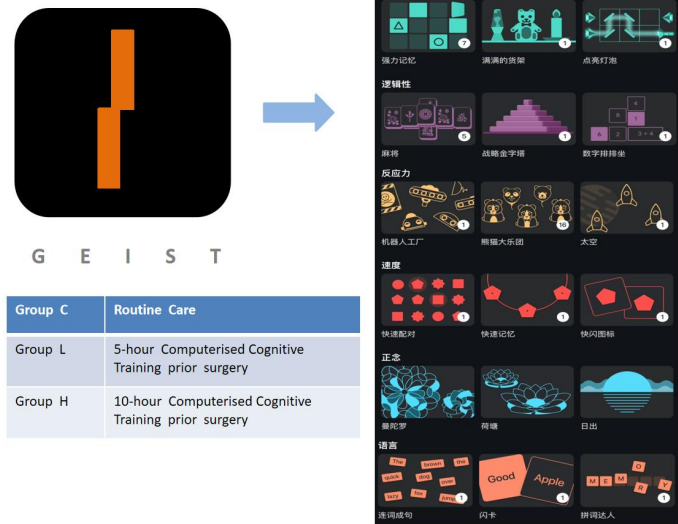 G E I S T
Group C Routine Care
Group L 5-hour Computerised Cognitive
Training prior surgery
Group H 10-hour Computerised Cognitive
Training prior surgery
7 1 1
强力记忆 满满的货架 点亮灯泡
逻辑性
4
8 1
6 2 3 + 4
5 1 1
麻将 战略金字塔 数字排排坐
反应力
1 16 1
机器人工厂 熊猫大乐团 太空
速度
1 1 1
快速配对 快速记忆 快闪图标
正念
曼陀罗 荷塘 日出
语言
The brown the
quick dog over
lazy fox jump
Good Apple
O
M E M R Y
1 1 1
连词成句 闪卡 拼词达人